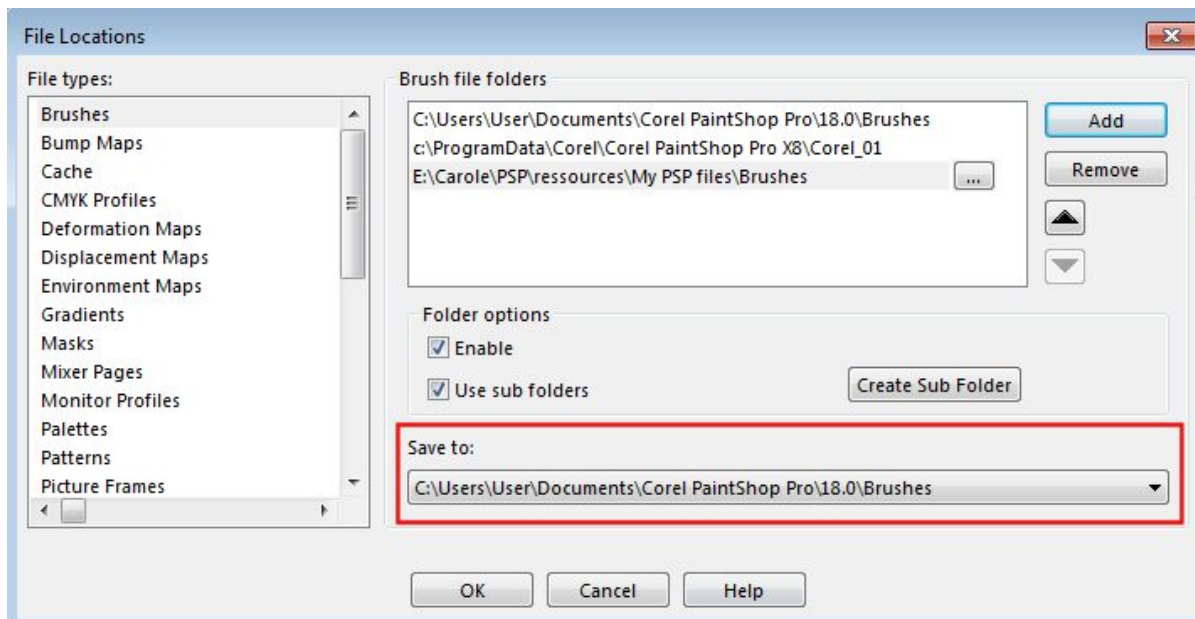 File Locations
File types:
Brushes
Bump Maps
Cache
CMYK Profiles
Deformation Maps
Displacement Maps
Environment Maps
Gradients
Masks
Mixer Pages
Monitor Profiles
Palettes
Patterns
Picture Frames
Brush file folders
C:\Users\User\Documents\Corel PaintShop Pro\18.0\Brushes
c:\ProgramData\Corel\Corel PaintShop Pro X8\Corel_01
E:\Carole\PSP\ressources\My PSP files\Brushes
...
Add
Remove
Folder options
Enable
Use sub folders
Create Sub Folder
Save to:
C:\Users\User\Documents\Corel PaintShop Pro\18.0\Brushes
OK
Cancel
Help